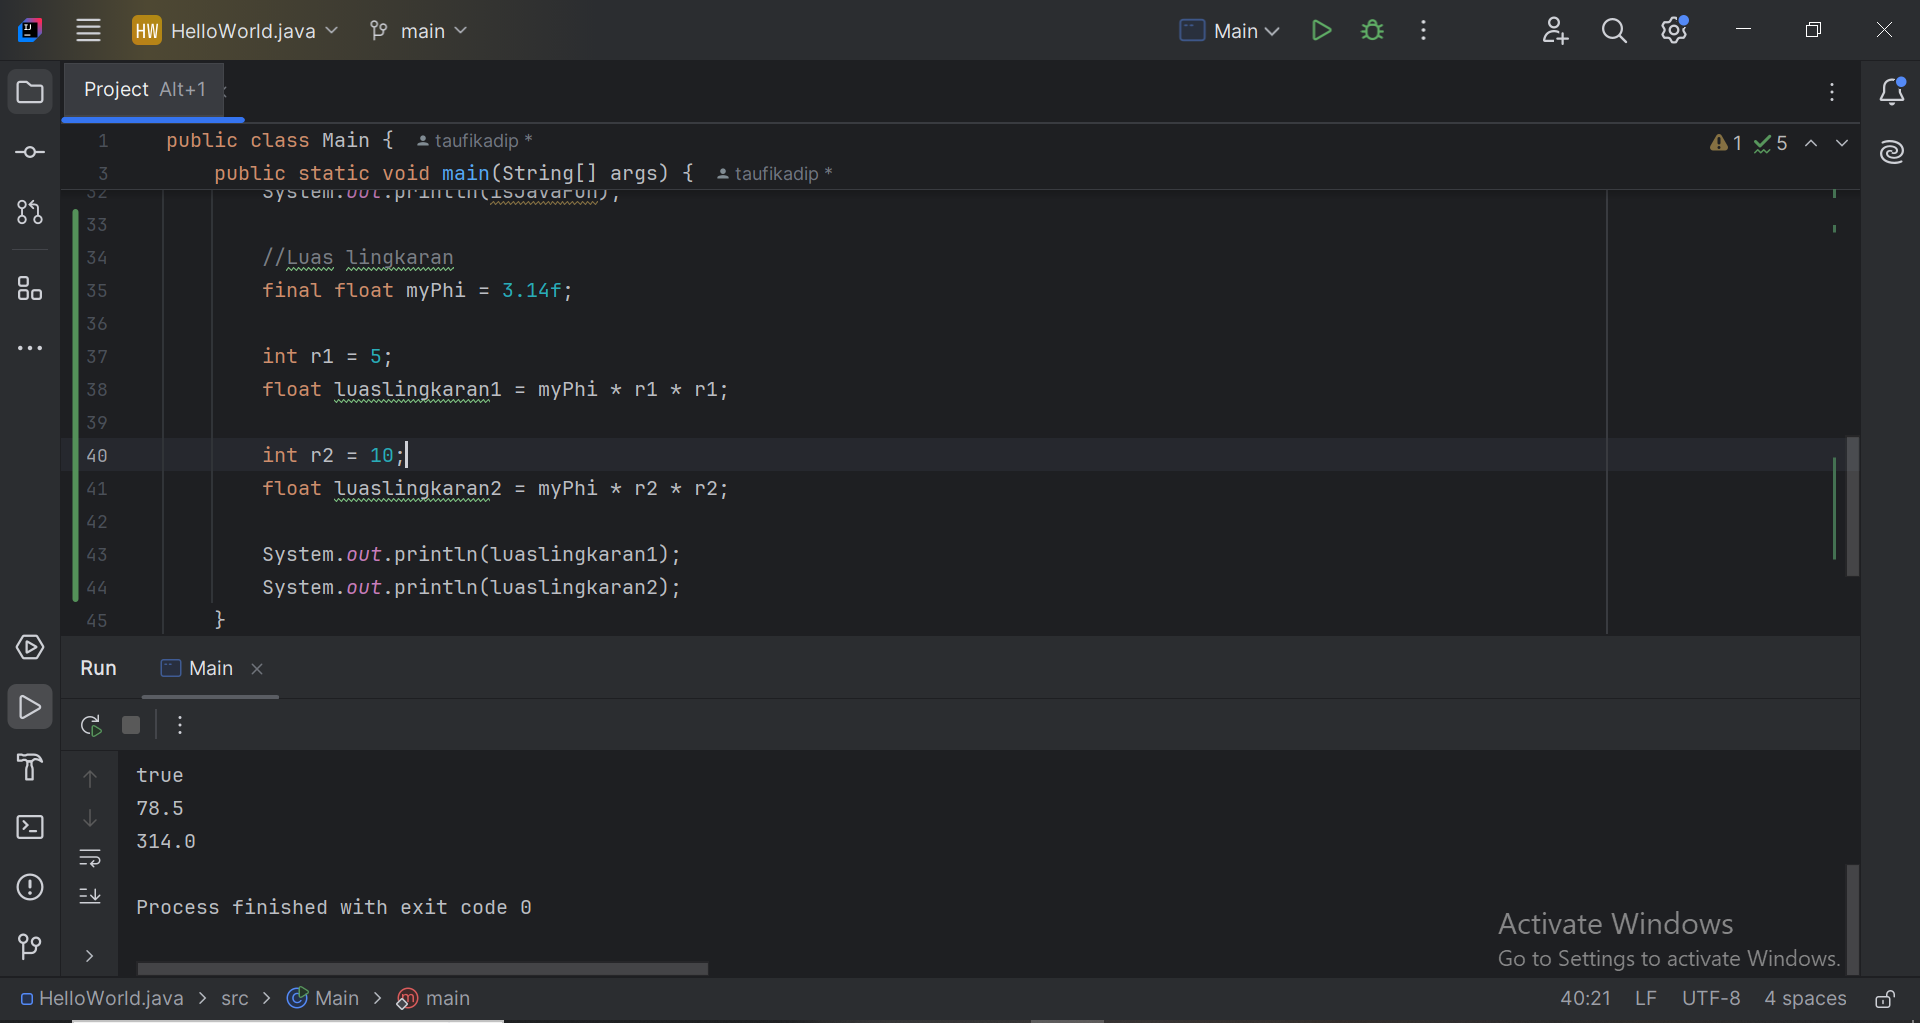 HW HelloWorld.java main Main
Project Alt+1
1 public class Main { taufikadip *
1 5
3 public static void main(String[] args) { taufikadip *
32 System.out.println(isJavaFun);
33
34 //Luas lingkaran
35 final float myPhi = 3.14f;
36
37 int r1 = 5;
38 float luaslingkaran1 = myPhi * r1 * r1;
39
40 int r2 = 10;
41 float luaslingkaran2 = myPhi * r2 * r2;
42
43 System.out.println(luaslingkaran1);
44 System.out.println(luaslingkaran2);
45 }
Run Main
true
78.5
314.0
Process finished with exit code 0
Activate Windows
Go to Settings to activate Windows.
HelloWorld.java > src > Main > main 40:21 LF UTF-8 4 spaces